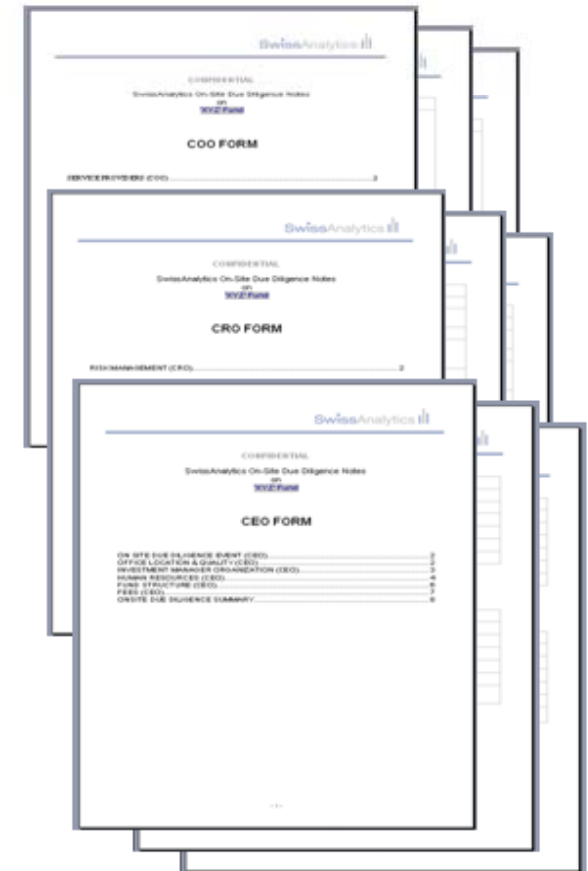 SwissAnalytics
CONFIDENTIAL
SwissAnalytics On-Site Due Diligence Notes
on
XYZ Fund
COO FORM
SERVICE PROVIDERS (COO) 2
SwissAnalytics
CONFIDENTIAL
SwissAnalytics On-Site Due Diligence Notes
on
XYZ Fund
CRO FORM
RISK MANAGEMENT (CRO) 2
SwissAnalytics
CONFIDENTIAL
SwissAnalytics On-Site Due Diligence Notes
on
XYZ Fund
CEO FORM
ON SITE DUE DILIGENCE EVENT (CEO) 2
OFFICE LOCATION & QUALITY (CEO) 2
INVESTMENT MANAGER ORGANIZATION (CEO) 3
HUMAN RESOURCES (CEO) 4
FUND STRUCTURE (CEO) 6
FEES (CEO) 7
ONSITE DUE DILIGENCE SUMMARY 8
- 1 -